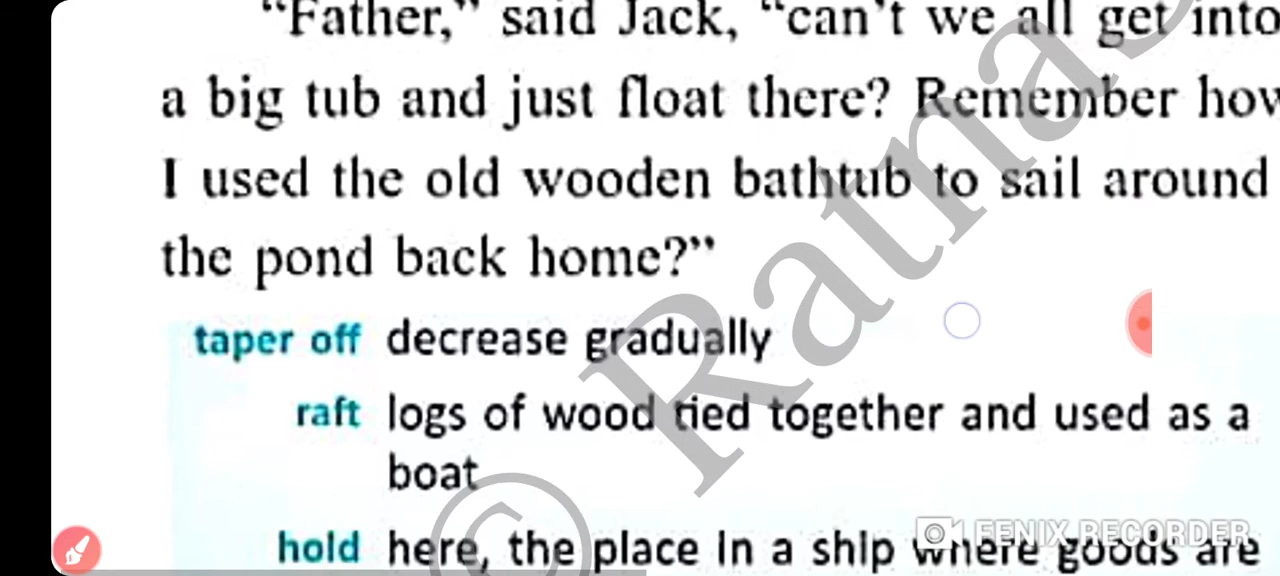 “Father,” said Jack, “can’t we all get into
a big tub and just float there? Remember how
I used the old wooden bathtub to sail around
the pond back home?”
taper off decrease gradually
raft logs of wood tied together and used as a
boat
hold here, the place in a ship where goods are
© Ratna
FENIX RECORDER